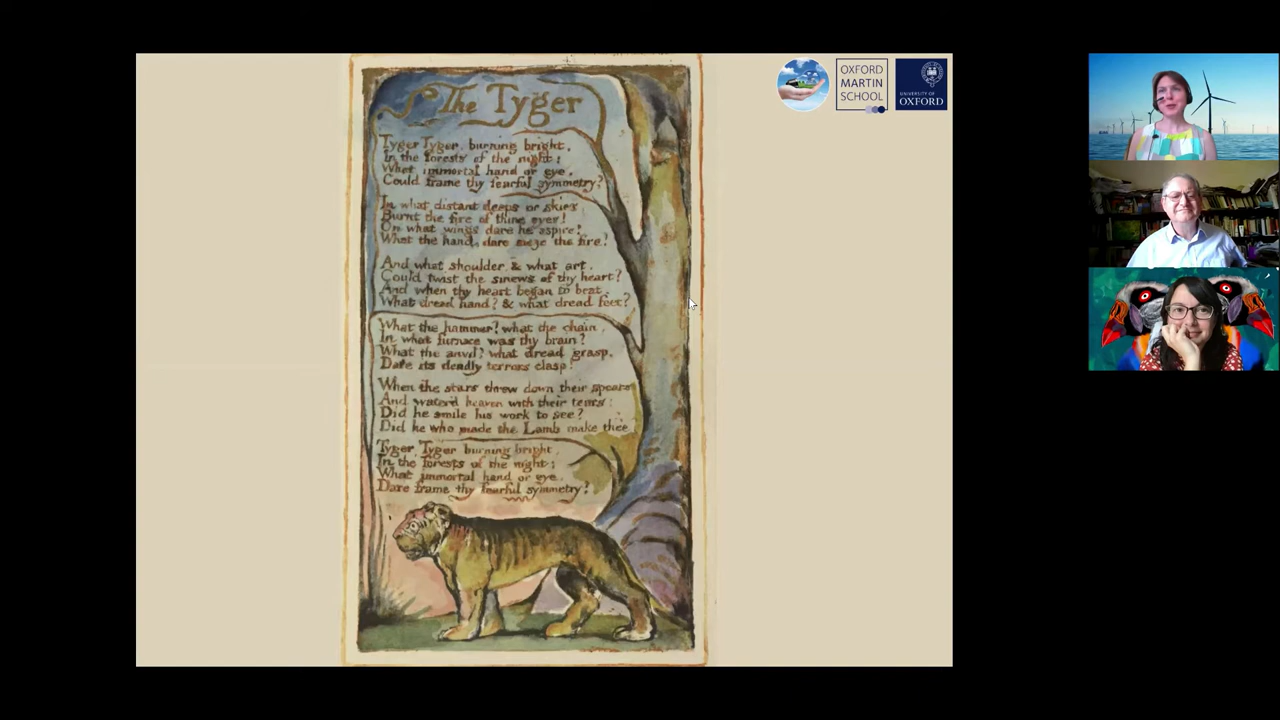 The Tyger
Tyger Tyger, burning bright,
In the forests of the night;
What immortal hand or eye,
Could frame thy fearful symmetry?
In what distant deeps or skies
Burnt the fire of thine eyes!
On what wings dare he aspire!
What the hand, dare sieze the fire?
And what shoulder, & what art,
Could twist the sinews of thy heart?
And when thy heart began to beat,
What dread hand? & what dread feet?
What the hammer? what the chain,
In what furnace was thy brain?
What the anvil? what dread grasp,
Dare its deadly terrors clasp!
When the stars threw down their spears
And water'd heaven with their tears:
Did he smile his work to see?
Did he who made the Lamb make thee
Tyger, Tyger burning bright,
In the forests of the night;
What immortal hand or eye,
Dare frame thy fearful symmetry?
OXFORD
MARTIN
SCHOOL
UNIVERSITY OF
OXFORD